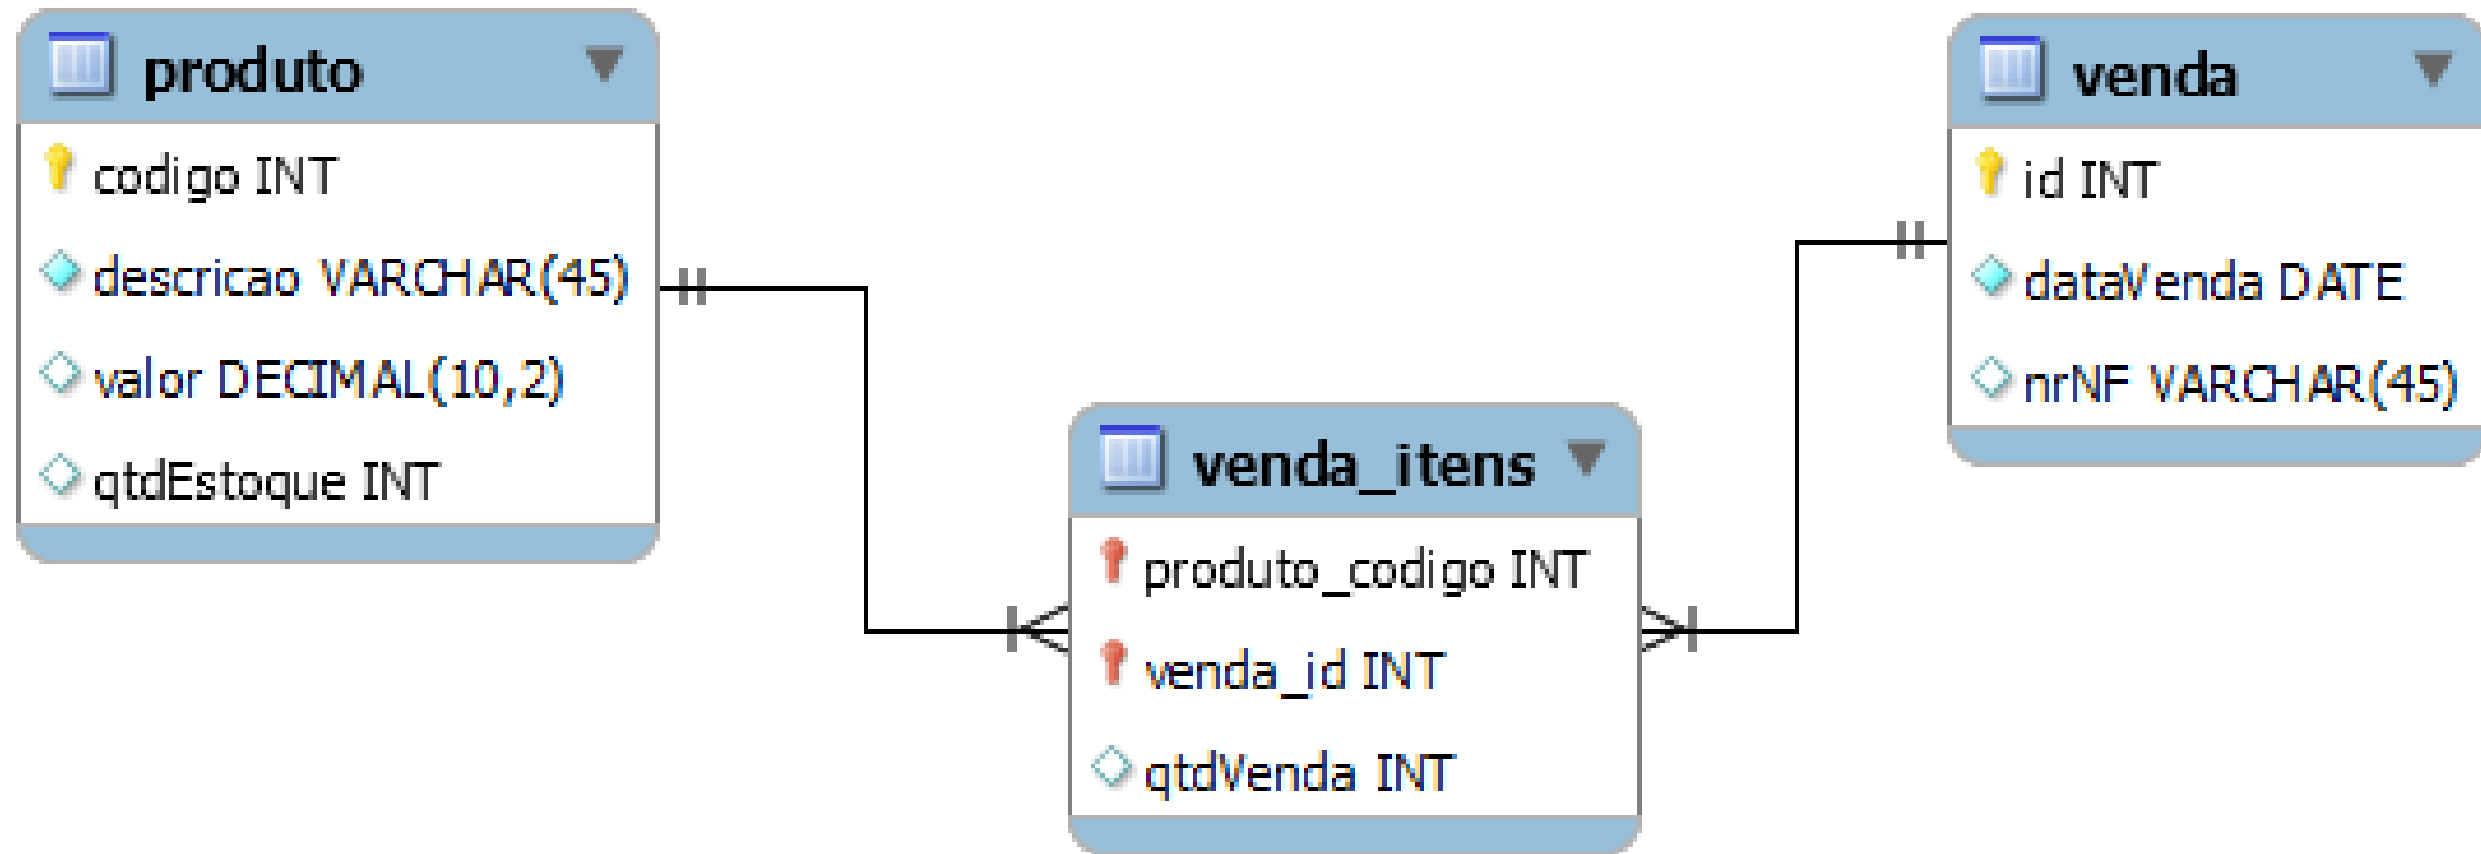 produto
codigo INT
descricao VARCHAR(45)
valor DECIMAL(10,2)
qtdEstoque INT
venda
id INT
dataVenda DATE
nrNF VARCHAR(45)
venda_itens
produto_codigo INT
venda_id INT
qtdVenda INT